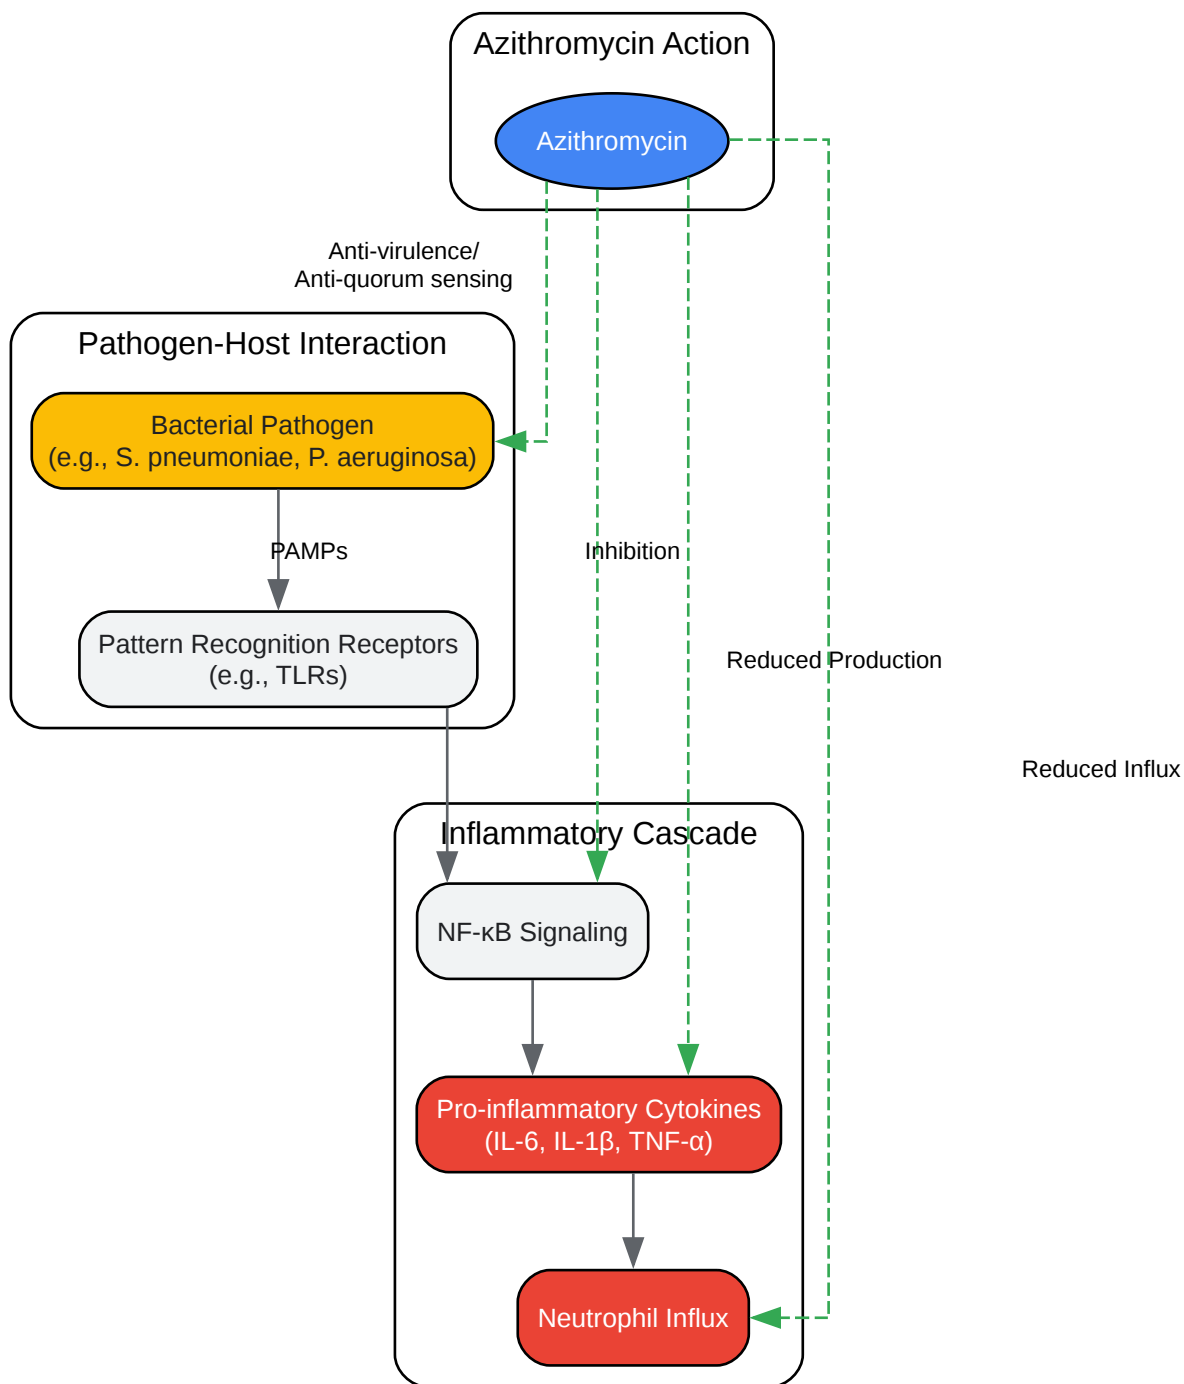 Azithromycin Action
Azithromycin
Anti-virulence/
Anti-quorum sensing
Pathogen-Host Interaction
Bacterial Pathogen
(e.g., S. pneumoniae, P. aeruginosa)
PAMPs
Inhibition
Pattern Recognition Receptors
(e.g., TLRs)
Reduced Production
Reduced Influx
Inflammatory Cascade
NF-κB Signaling
Pro-inflammatory Cytokines
(IL-6, IL-1β, TNF-α)
Neutrophil Influx